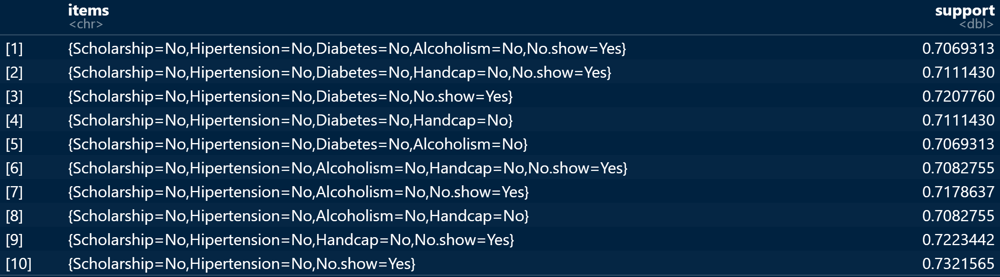 items support
<chr> <dbl>
[1] {Scholarship=No,Hipertension=No,Diabetes=No,Alcoholism=No,No.show=Yes} 0.7069313
[2] {Scholarship=No,Hipertension=No,Diabetes=No,Handcap=No,No.show=Yes} 0.7111430
[3] {Scholarship=No,Hipertension=No,Diabetes=No,No.show=Yes} 0.7207760
[4] {Scholarship=No,Hipertension=No,Diabetes=No,Handcap=No} 0.7111430
[5] {Scholarship=No,Hipertension=No,Diabetes=No,Alcoholism=No} 0.7069313
[6] {Scholarship=No,Hipertension=No,Alcoholism=No,Handcap=No,No.show=Yes} 0.7082755
[7] {Scholarship=No,Hipertension=No,Alcoholism=No,No.show=Yes} 0.7178637
[8] {Scholarship=No,Hipertension=No,Alcoholism=No,Handcap=No} 0.7082755
[9] {Scholarship=No,Hipertension=No,Handcap=No,No.show=Yes} 0.7223442
[10] {Scholarship=No,Hipertension=No,No.show=Yes} 0.7321565